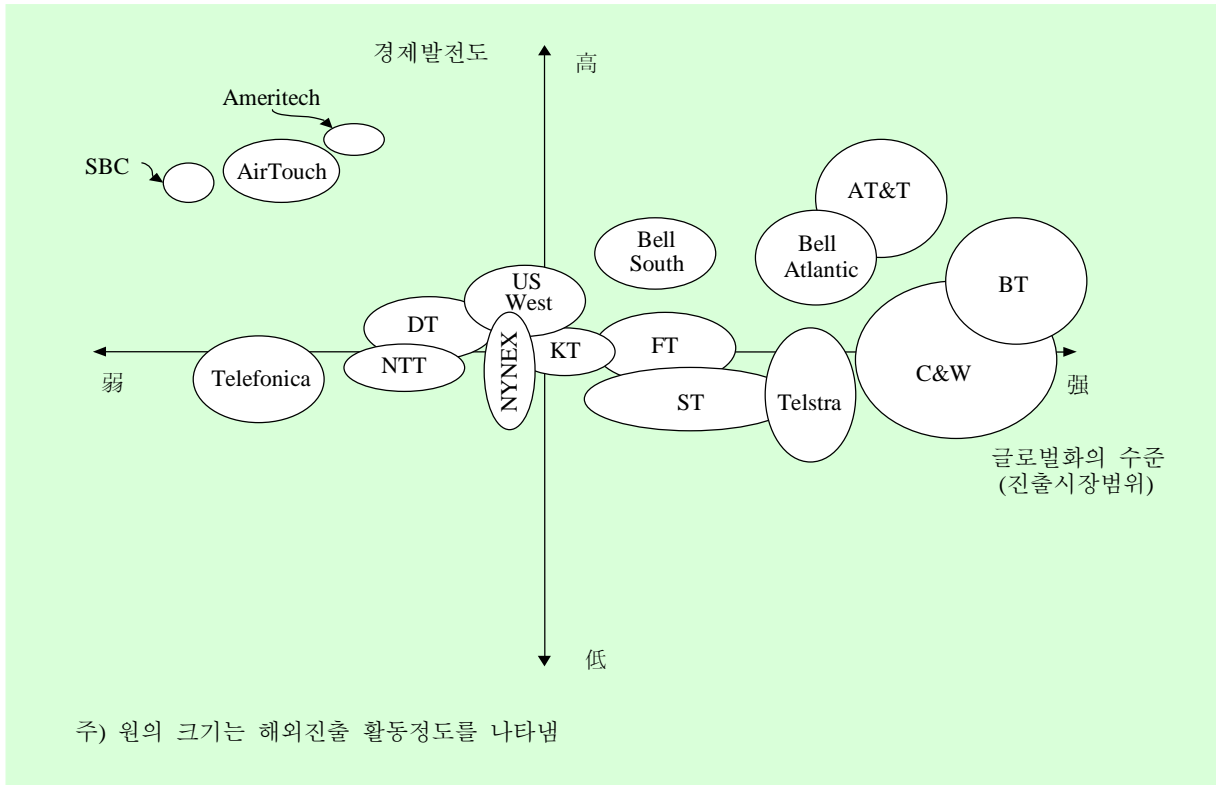 경제발전도
高
Ameritech
SBC
AirTouch
AT&T
Bell
South
Bell
Atlantic
BT
US
West
DT
NYNEX
KT
FT
NTT
Telefonica
C&W
ST
Telstra
弱
强
글로벌화의 수준
(진출시장범위)
低
주) 원의 크기는 해외진출 활동정도를 나타냄